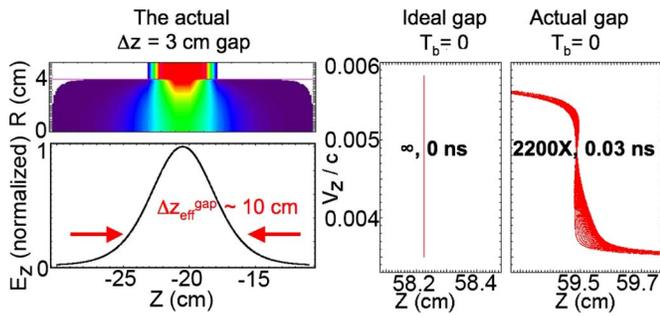 The actual
Δz = 3 cm gap
R (cm)
4
0
E_z (normalized)
1
0
Δz_eff^gap ~ 10 cm
-25 -20 -15
Z (cm)
Ideal gap
T_b= 0
V_z / c
0.006
0.005
0.004
∞, 0 ns
58.2 58.4
Z (cm)
Actual gap
T_b= 0
2200X, 0.03 ns
59.5 59.7
Z (cm)